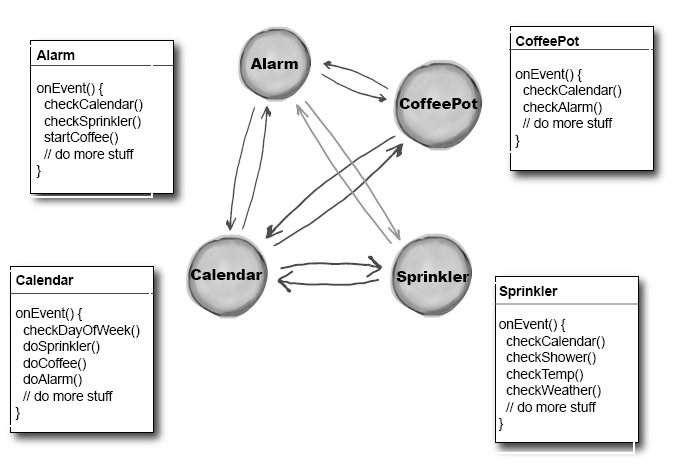 Alarm
onEvent() {
checkCalendar()
checkSprinkler()
startCoffee()
// do more stuff
}
Alarm
CoffeePot
CoffeePot
onEvent() {
checkCalendar()
checkAlarm()
// do more stuff
}
Calendar
Sprinkler
Calendar
onEvent() {
checkDayOfWeek()
doSprinkler()
doCoffee()
doAlarm()
// do more stuff
}
Sprinkler
onEvent() {
checkCalendar()
checkShower()
checkTemp()
checkWeather()
// do more stuff
}